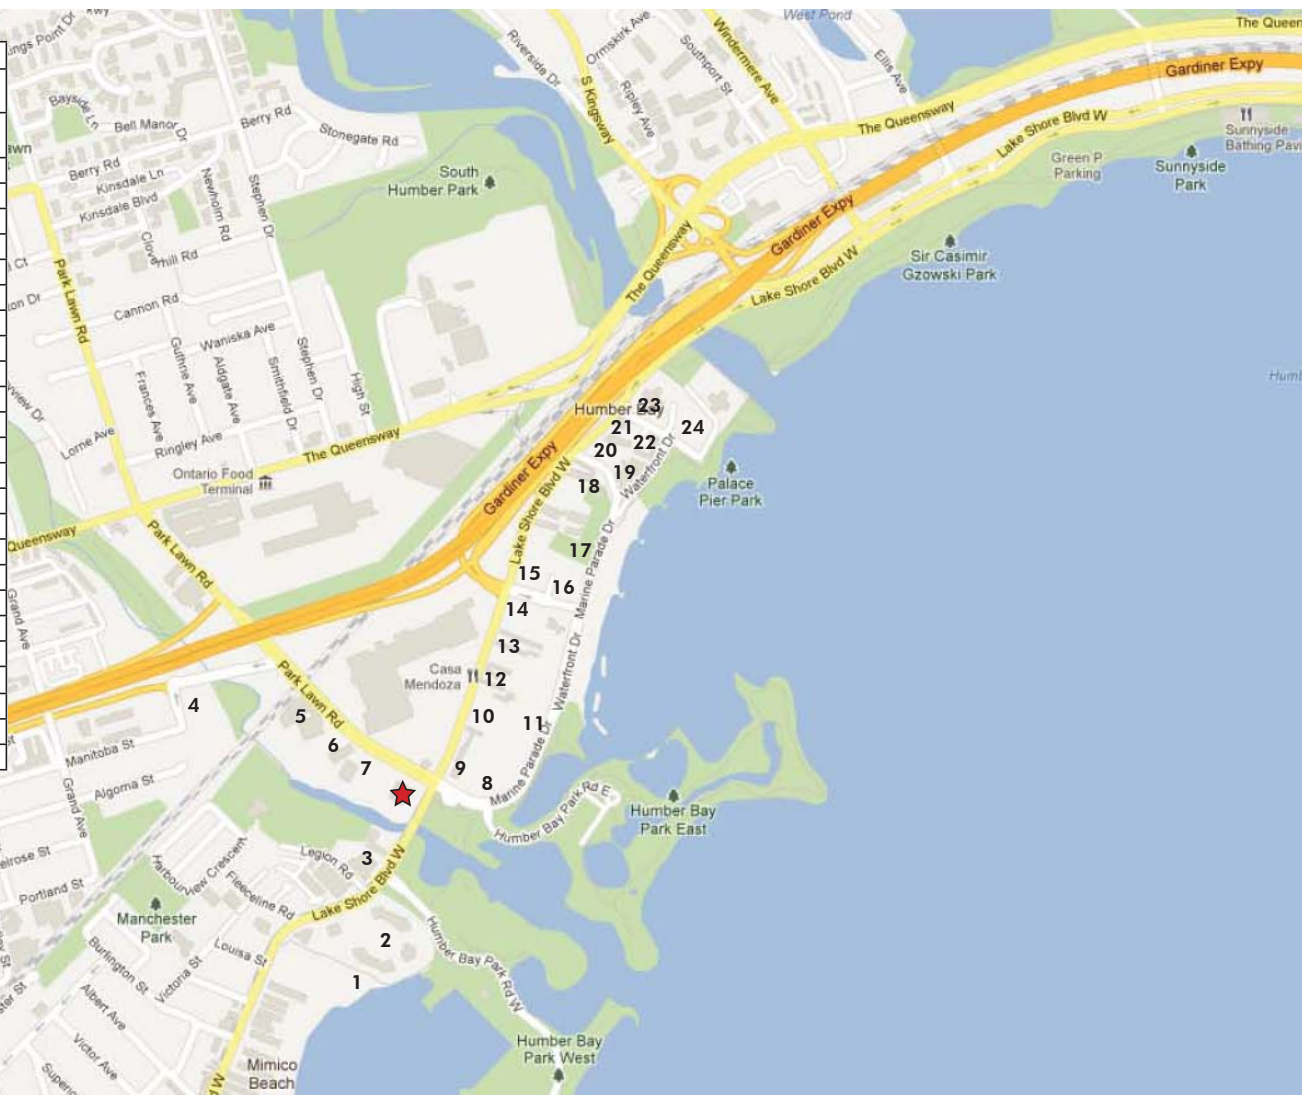 The Queen
West Pond
Ormskirk Ave
Riverside Dr
Windermere Ave
Southport St
Ellis Ave
S Kingsway
Ripley Ave
Gardiner Expy
The Queensway
Lake Shore Blvd W
Sunnyside
Bathing Pavi
Green P
Parking
Sunnyside
Park
ings Point Dr
Bayside Ln
Bell Manor Dr
Berry Rd
Stonegate Rd
Berry Rd
Kinsdale Ln
Kinsdale Blvd
Newholm Rd
Stephen Dr
South
Humber Park
Gardiner Expy
The Queensway
Lake Shore Blvd W
Sir Casimir
Gzowski Park
Park Lawn Rd
Cloverhill Rd
Cannon Rd
Waniska Ave
Frances Ave
Guthrie Ave
Aldgate Ave
Smithfield Dr
Stephen Dr
High St
Lorne Ave
Ringley Ave
The Queensway
Ontario Food
Terminal
Queensway
Park Lawn Rd
Gardiner Expy
Lake Shore Blvd W
Humber Bay
23
21
24
22
20
19
18
Waterfront Dr
Palace
Pier Park
17
Marine Parade Dr
15
16
14
13
Waterfront Dr
Casa
Mendoza
12
10
11
Grand Ave
Park Lawn Rd
4
5
6
7
9
8
Marine Parade Dr
Manitoba St
Algoma St
Grand Ave
Humber Bay Park Rd E
Humber Bay
Park East
elrose St
Portland St
Harbour View Crescent
Legion Rd
3
Fleeceline Rd
Lake Shore Blvd W
Manchester
Park
Louisa St
2
1
Humber Bay Park Rd W
Burlington St
Victoria St
Albert Ave
Victor Ave
Humber Bay
Park West
Mimico
Beach